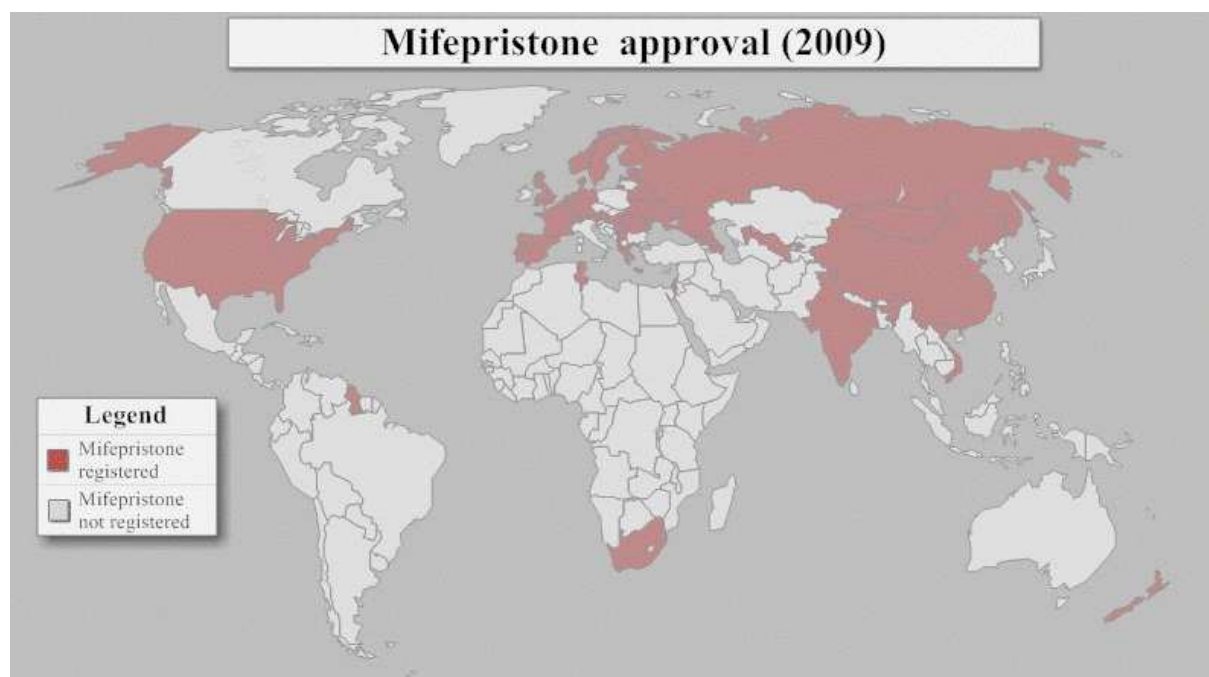 Mifepristone approval (2009)
Legend
Mifepristone
registered
Mifepristone
not registered